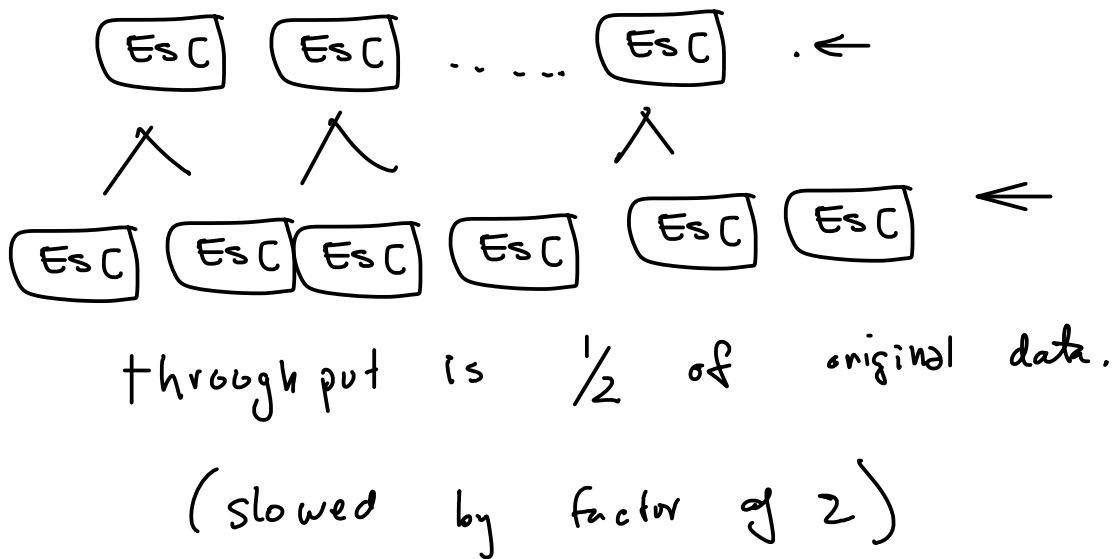 EsC EsC ..... EsC . ←
EsC EsC EsC EsC EsC EsC ←
throughput is 1/2 of original data.
(slowed by factor of 2)